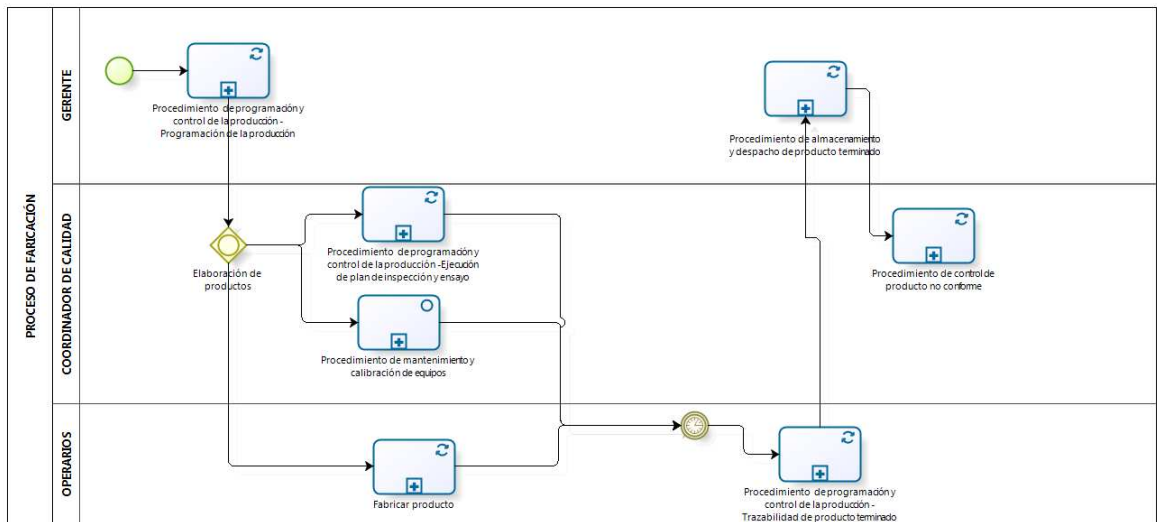 PROCESO DE FARICACIÓN
GERENTE
Procedimiento de programación y
control de la producción -
Programación de la producción
Procedimiento de almacenamiento
y despacho de producto terminado
COORDINADOR DE CALIDAD
Elaboración de
productos
Procedimiento de programación y
control de la producción -Ejecución
de plan de inspección y ensayo
Procedimiento de mantenimiento y
calibración de equipos
Procedimiento de control de
producto no conforme
OPERARIOS
Fabricar producto
Procedimiento de programación y
control de la producción -
Trazabilidad de producto terminado